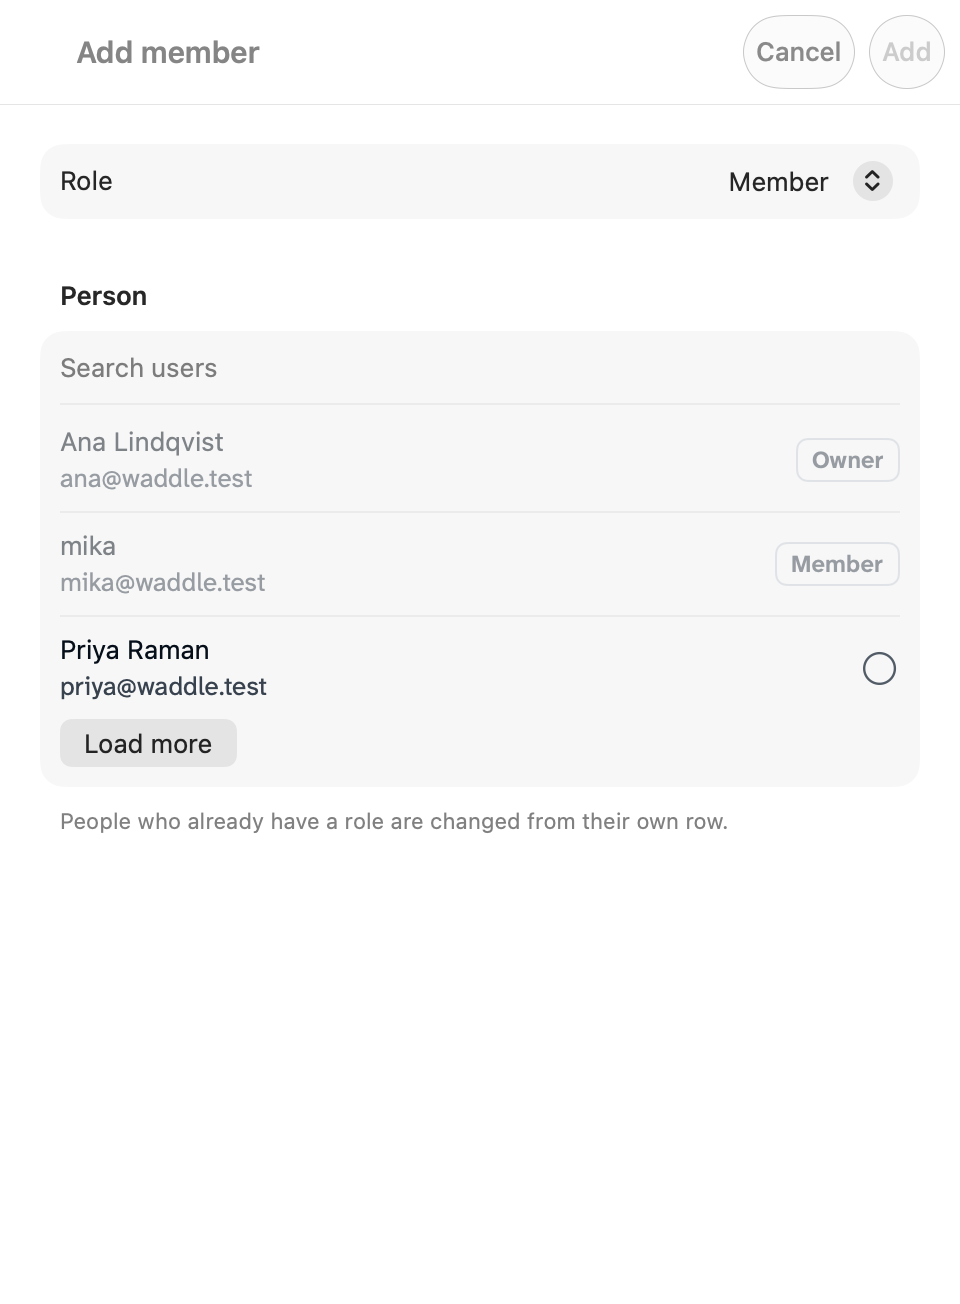 Add member
Cancel
Add
Role
Member
Person
Search users
Ana Lindqvist
ana@waddle.test
Owner
mika
mika@waddle.test
Member
Priya Raman
priya@waddle.test
Load more
People who already have a role are changed from their own row.